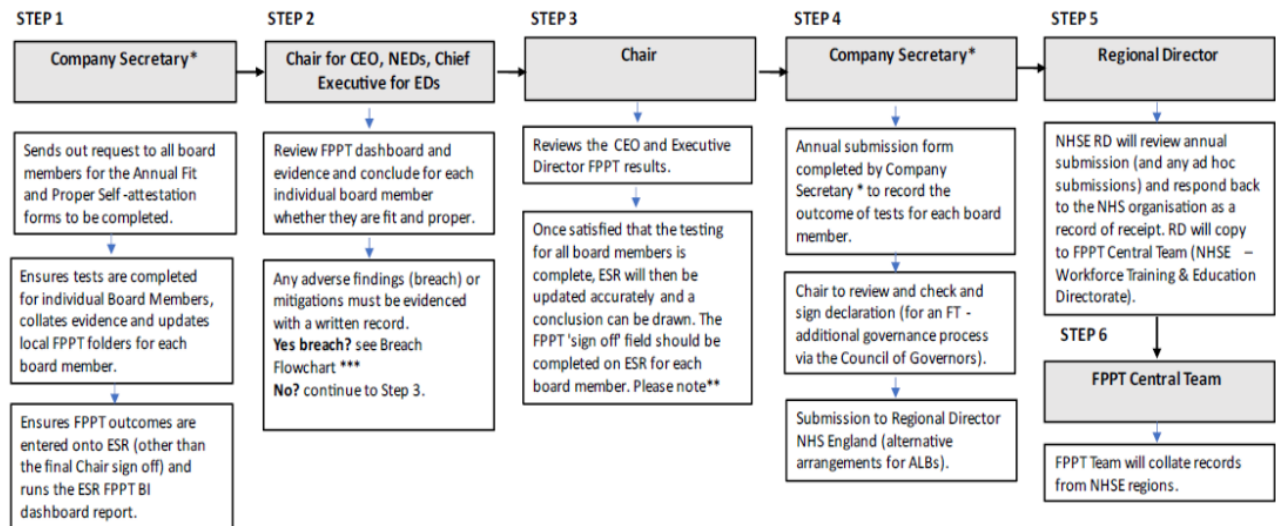 STEP 1
Company Secretary*
Sends out request to all board
members for the Annual Fit
and Proper Self -attestation
forms to be completed.
Ensures tests are completed
for individual Board Members,
collates evidence and updates
local FPPT folders for each
board member.
Ensures FPPT outcomes are
entered onto ESR (other than
the final Chair sign off) and
runs the ESR FPPT BI
dashboard report.
STEP 2
Chair for CEO, NEDs, Chief
Executive for EDs
Review FPPT dashboard and
evidence and conclude for each
individual board member
whether they are fit and proper.
Any adverse findings (breach) or
mitigations must be evidenced
with a written record.
Yes breach? see Breach
Flowchart ***
No? continue to Step 3.
STEP 3
Chair
Reviews the CEO and Executive
Director FPPT results.
Once satisfied that the testing
for all board members is
complete, ESR will then be
updated accurately and a
conclusion can be drawn. The
FPPT 'sign off' field should be
completed on ESR for each
board member. Please note**
STEP 4
Company Secretary*
Annual submission form
completed by Company
Secretary * to record the
outcome of tests for each board
member.
Chair to review and check and
sign declaration (for an FT -
additional governance process
via the Council of Governors).
Submission to Regional Director
NHS England (alternative
arrangements for ALBs).
STEP 5
Regional Director
NHSE RD will review annual
submission (and any ad hoc
submissions) and respond back
to the NHS organisation as a
record of receipt. RD will copy
to FPPT Central Team (NHSE –
Workforce Training & Education
Directorate).
STEP 6
FPPT Central Team
FPPT Team will collate records
from NHSE regions.